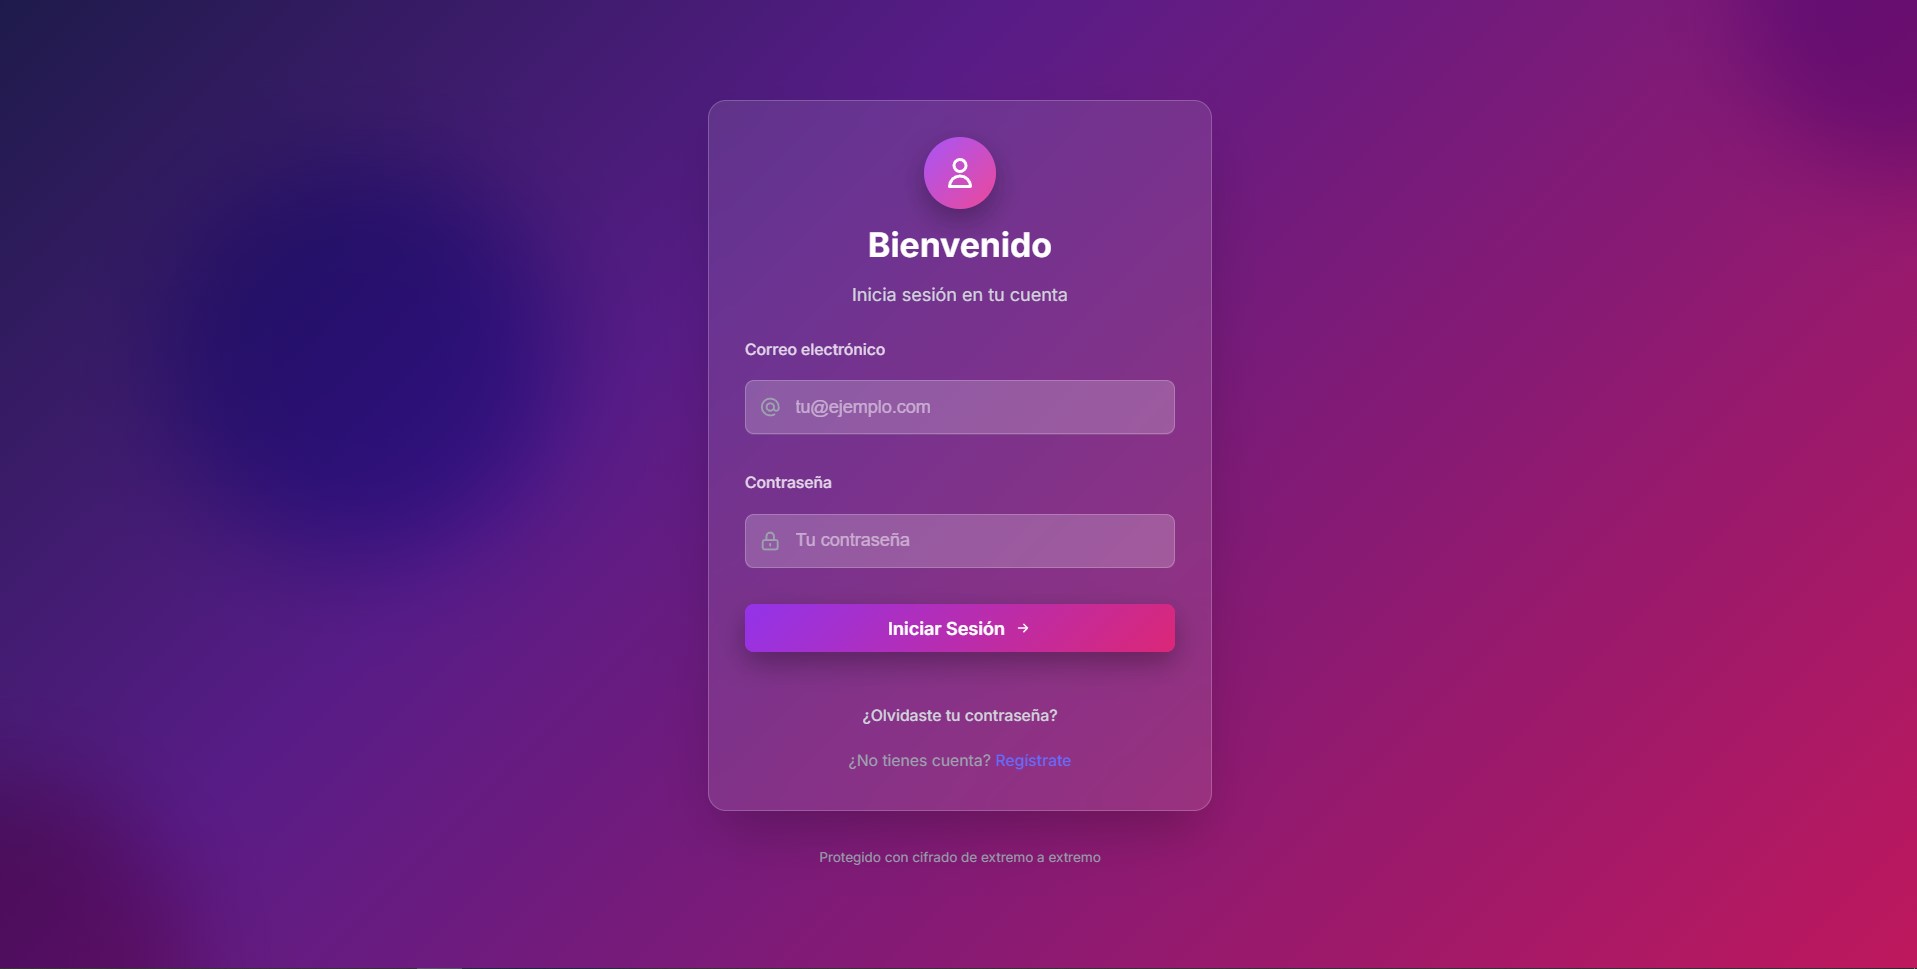 Bienvenido
Inicia sesión en tu cuenta
Correo electrónico
tu@ejemplo.com
Contraseña
Tu contraseña
Iniciar Sesión →
¿Olvidaste tu contraseña?
¿No tienes cuenta? Regístrate
Protegido con cifrado de extremo a extremo